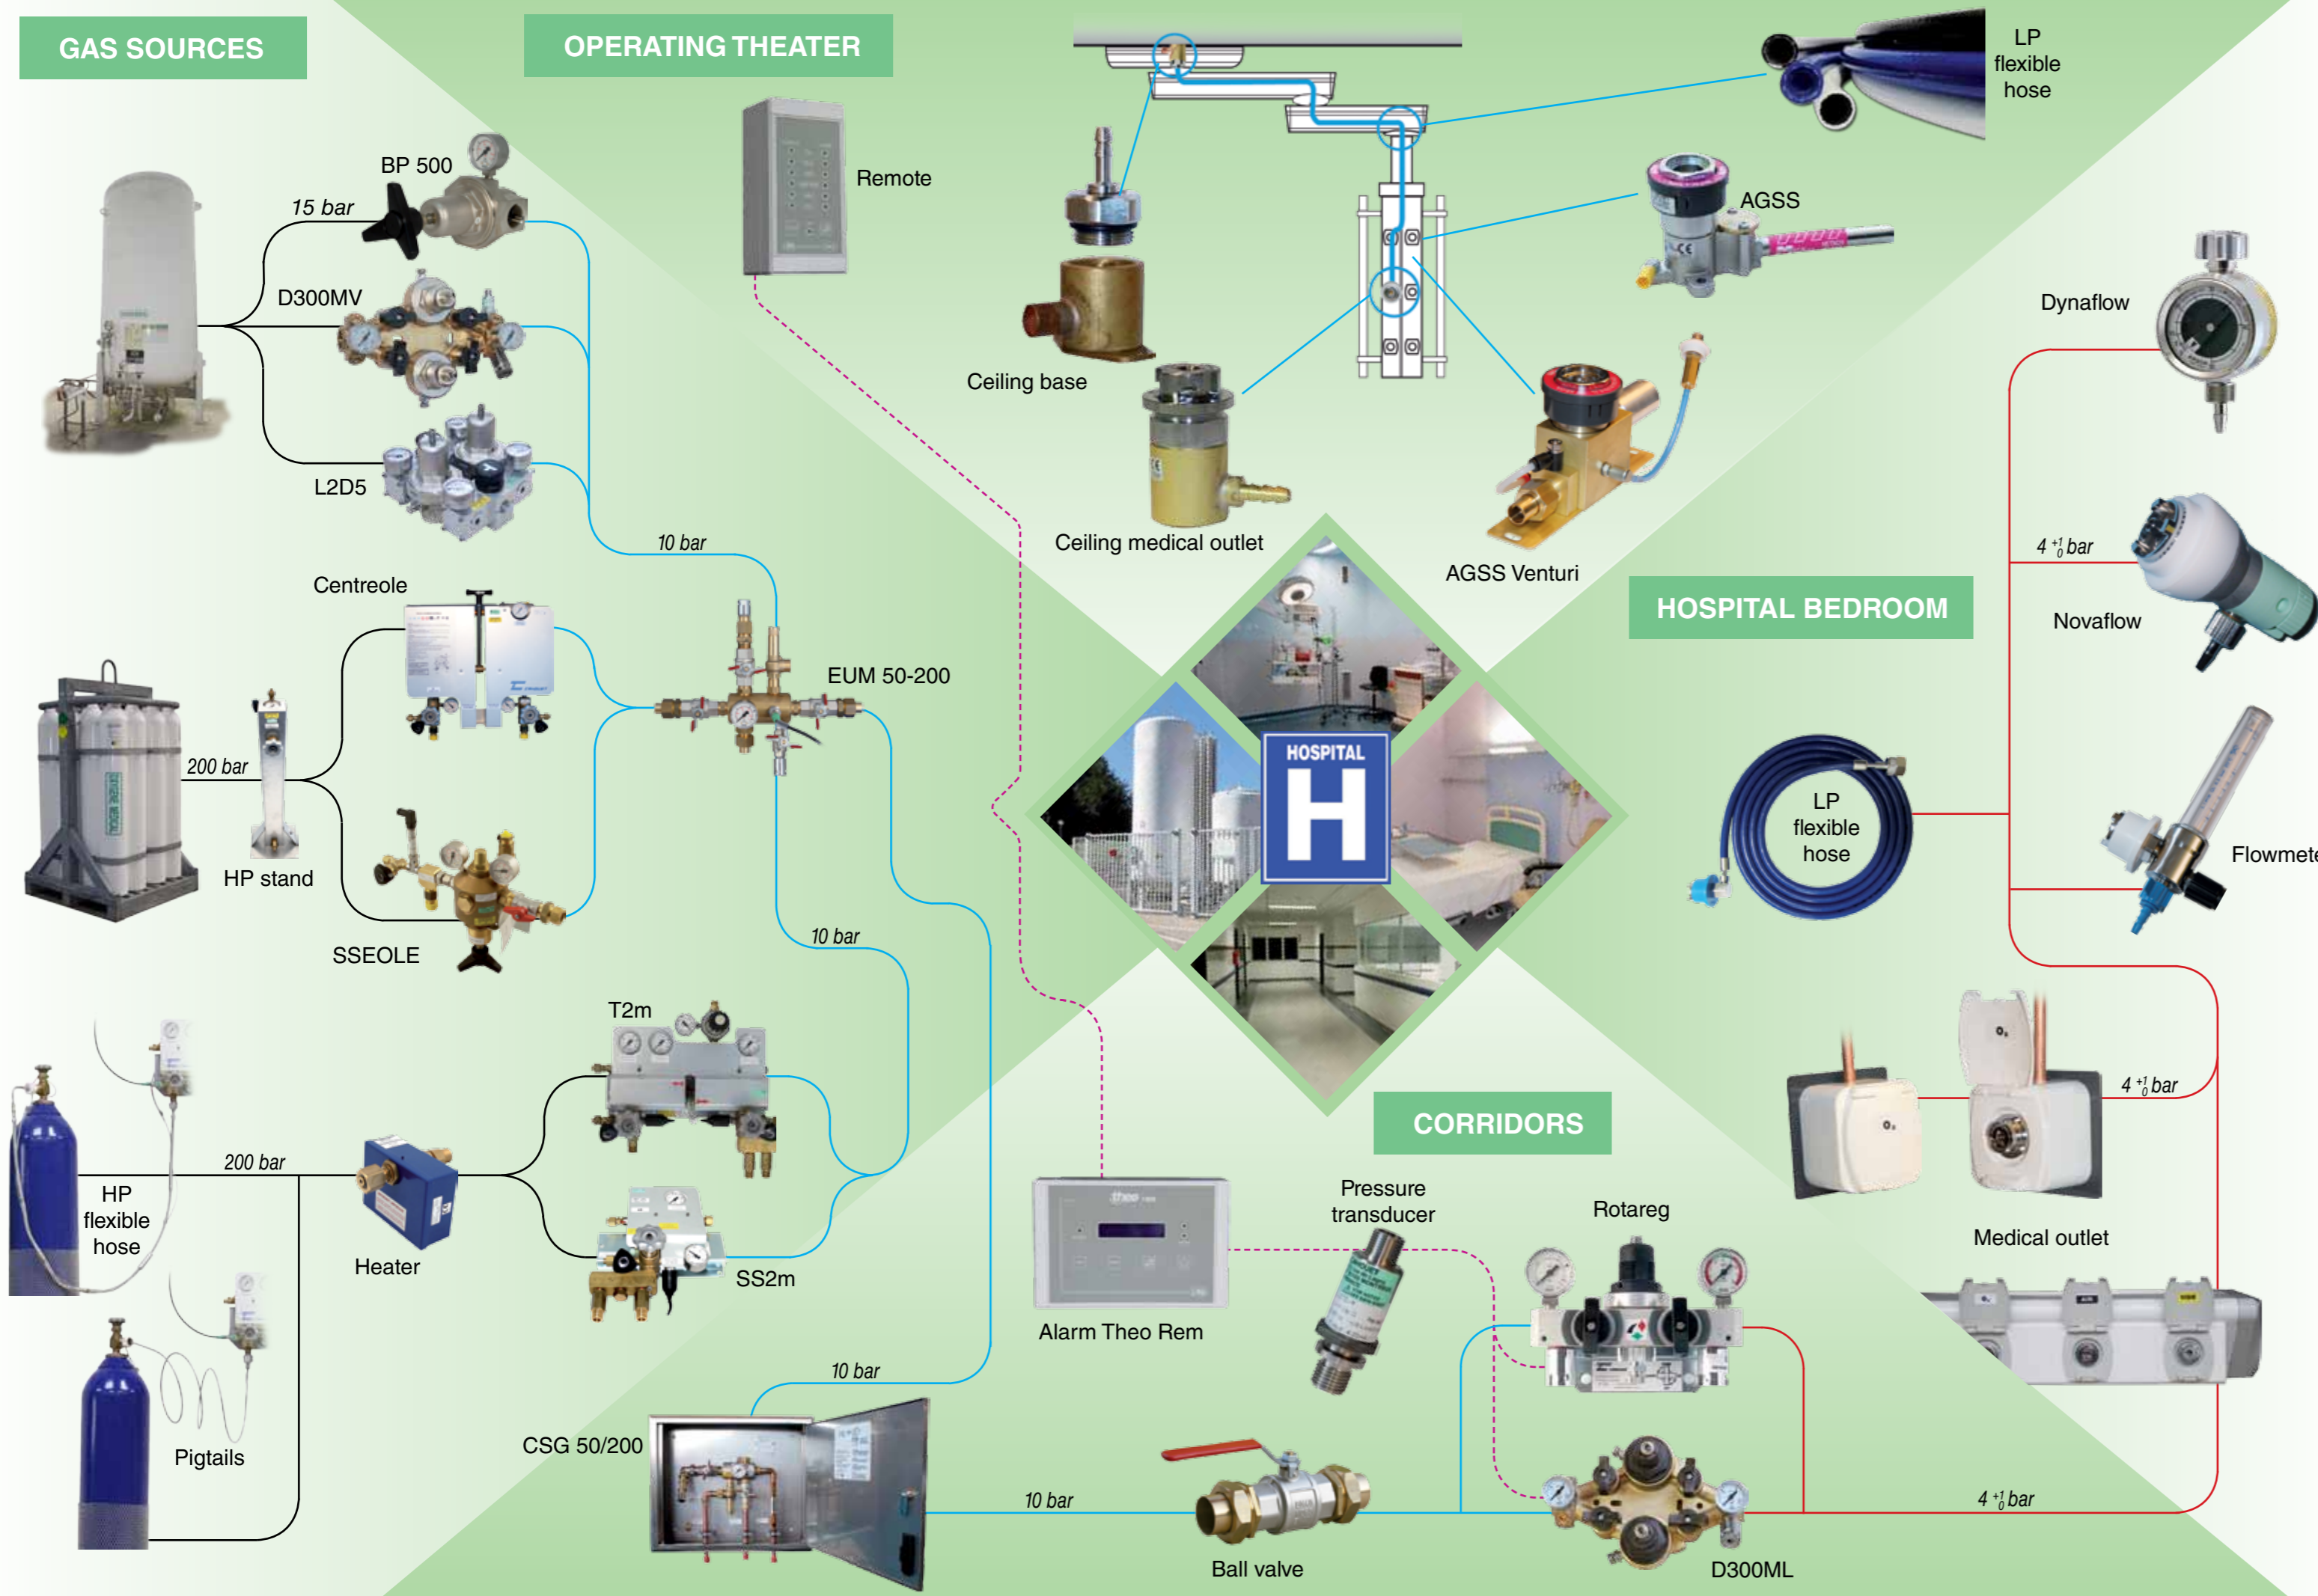 GAS SOURCES
OPERATING THEATER
LP
flexible
hose
BP 500
15 bar
Remote
AGSS
D300MV
Dynaflow
Ceiling base
L2D5
10 bar
Ceiling medical outlet
AGSS Venturi
4 +1 0 bar
Centreole
HOSPITAL BEDROOM
Novaflow
EUM 50-200
HOSPITAL
H
200 bar
LP
flexible
hose
Flowmete
HP stand
10 bar
SSEOLE
T2m
4 +1 0 bar
CORRIDORS
200 bar
HP
flexible
hose
Pressure
transducer
Rotareg
Heater
theo
Medical outlet
SS2m
Alarm Theo Rem
10 bar
CSG 50/200
Pigtails
10 bar
4 +1 0 bar
Ball valve
D300ML